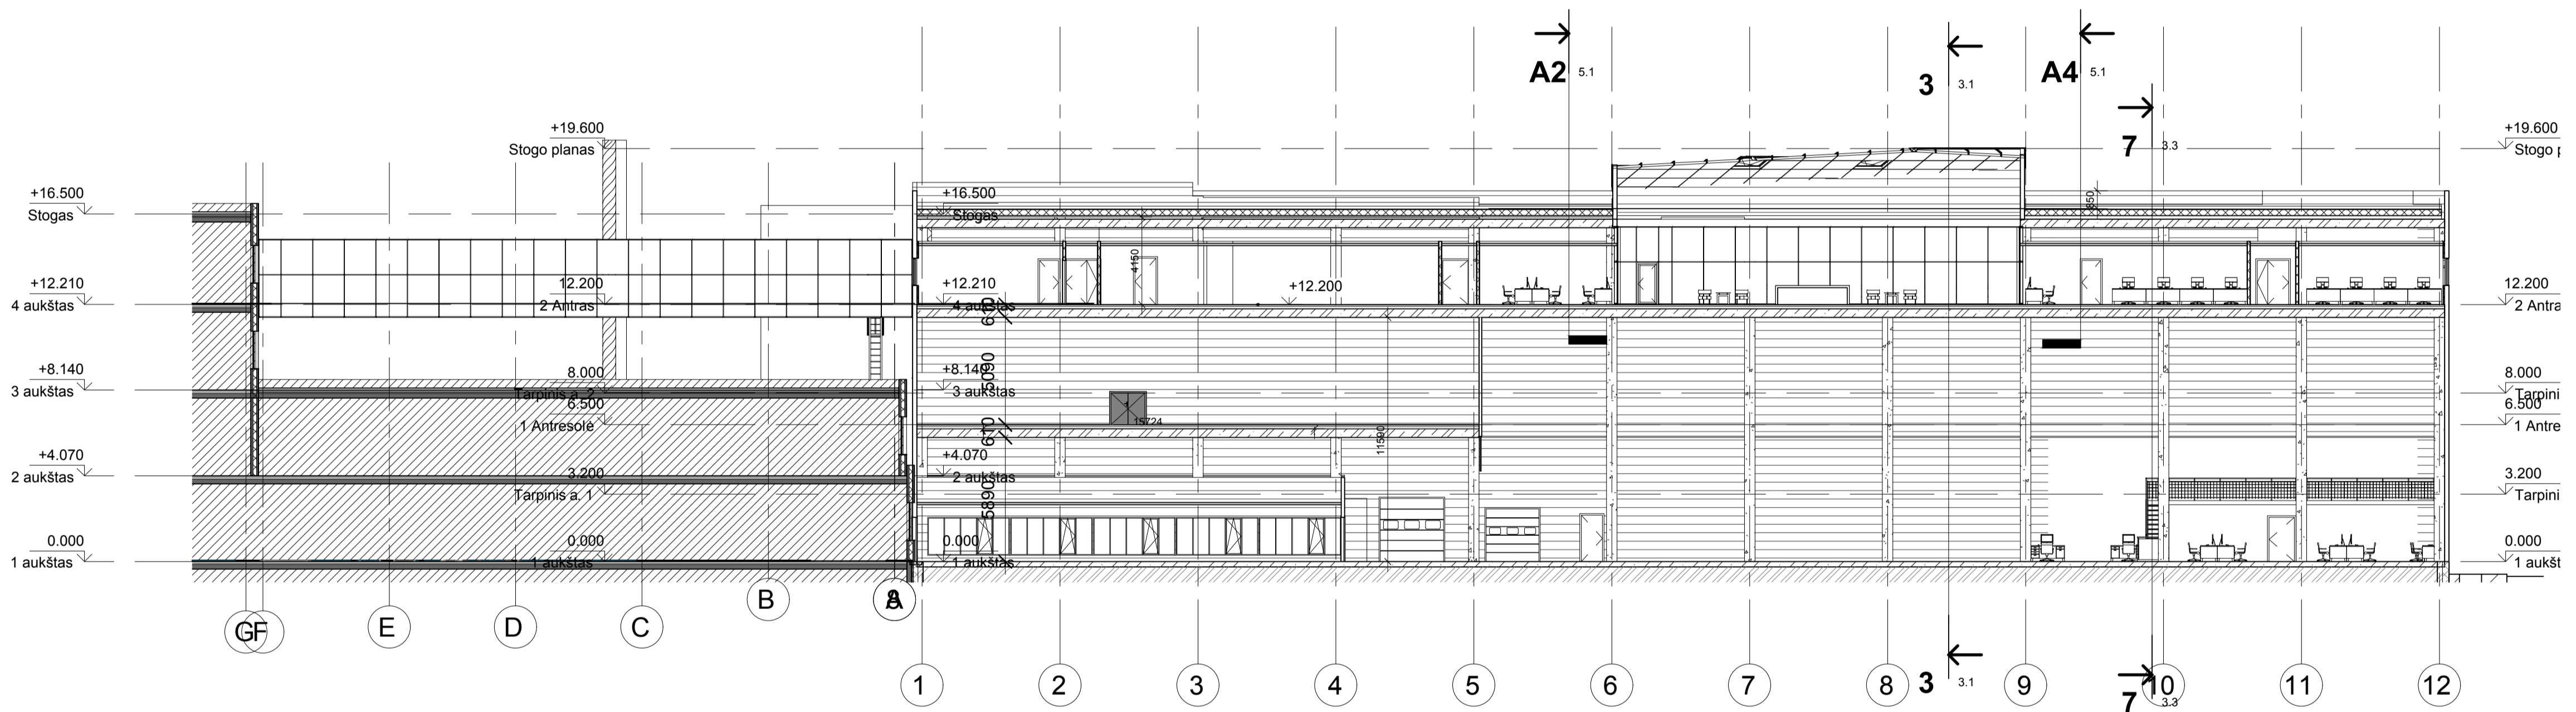 A2 5.1
3 3.1
A4 5.1
7 3.3
+19.600
Stogo planas
+19.600
Stogo
+16.500
Stogas
+16.500
Stogas
850
4150
+12.210
4 aukštas
12.200
2 Antras
+12.210
4 aukštas
+12.200
12.200
2 Antra
610
5090
+8.140
3 aukštas
8.000
Tarpinis a. 2
6.500
1 Antresolė
+8.140
3 aukštas
8.000
Tarpini
6.500
1 Antre
1
15724
610
11590
+4.070
2 aukštas
3.200
Tarpinis a. 1
+4.070
2 aukštas
3.200
Tarpini
5890
0.000
1 aukštas
0.000
1 aukštas
0.000
1 aukštas
0.000
1 aukšt
G F E D C B A
1 2 3 4 5 6 7 8 9 10 11 12
3 3.1
7 3.3